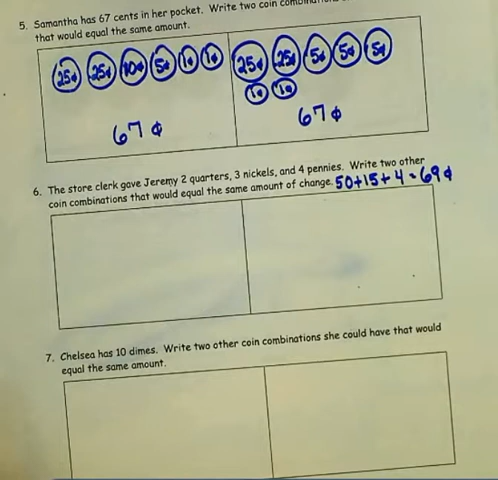 5. Samantha has 67 cents in her pocket. Write two coin
that would equal the same amount.
25¢ 25¢ 10¢ 5¢ 1¢ 1¢ 25¢ 25¢ 5¢ 5¢ 5¢
1¢ 1¢
67¢ 67¢
6. The store clerk gave Jeremy 2 quarters, 3 nickels, and 4 pennies. Write two other
coin combinations that would equal the same amount of change. 50+15+4=69¢
7. Chelsea has 10 dimes. Write two other coin combinations she could have that would
equal the same amount.